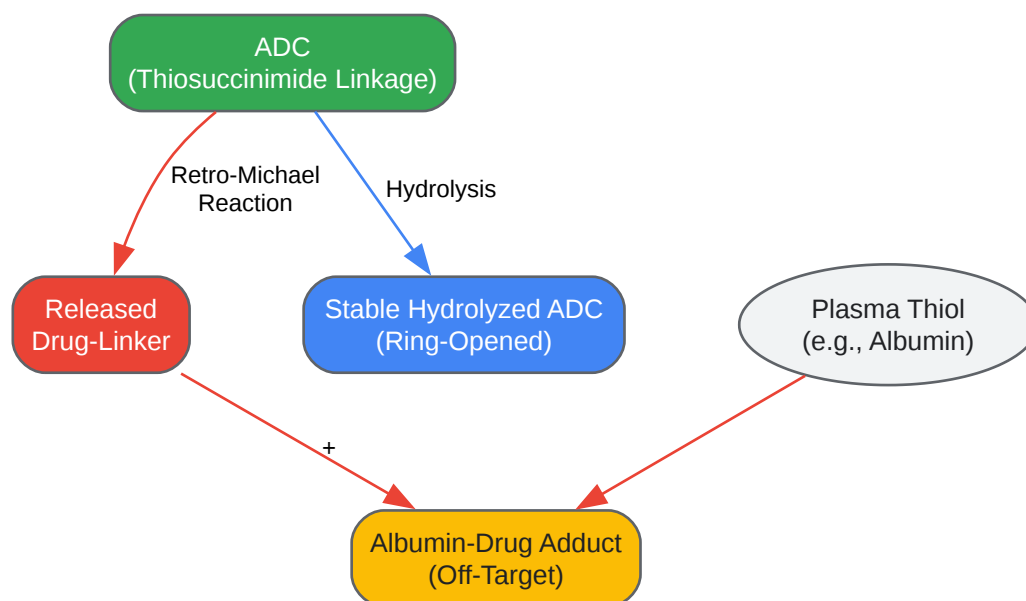 ADC
(Thiosuccinimide Linkage)
Retro-Michael
Reaction
Hydrolysis
Released
Drug-Linker
Stable Hydrolyzed ADC
(Ring-Opened)
Plasma Thiol
(e.g., Albumin)
+
Albumin-Drug Adduct
(Off-Target)